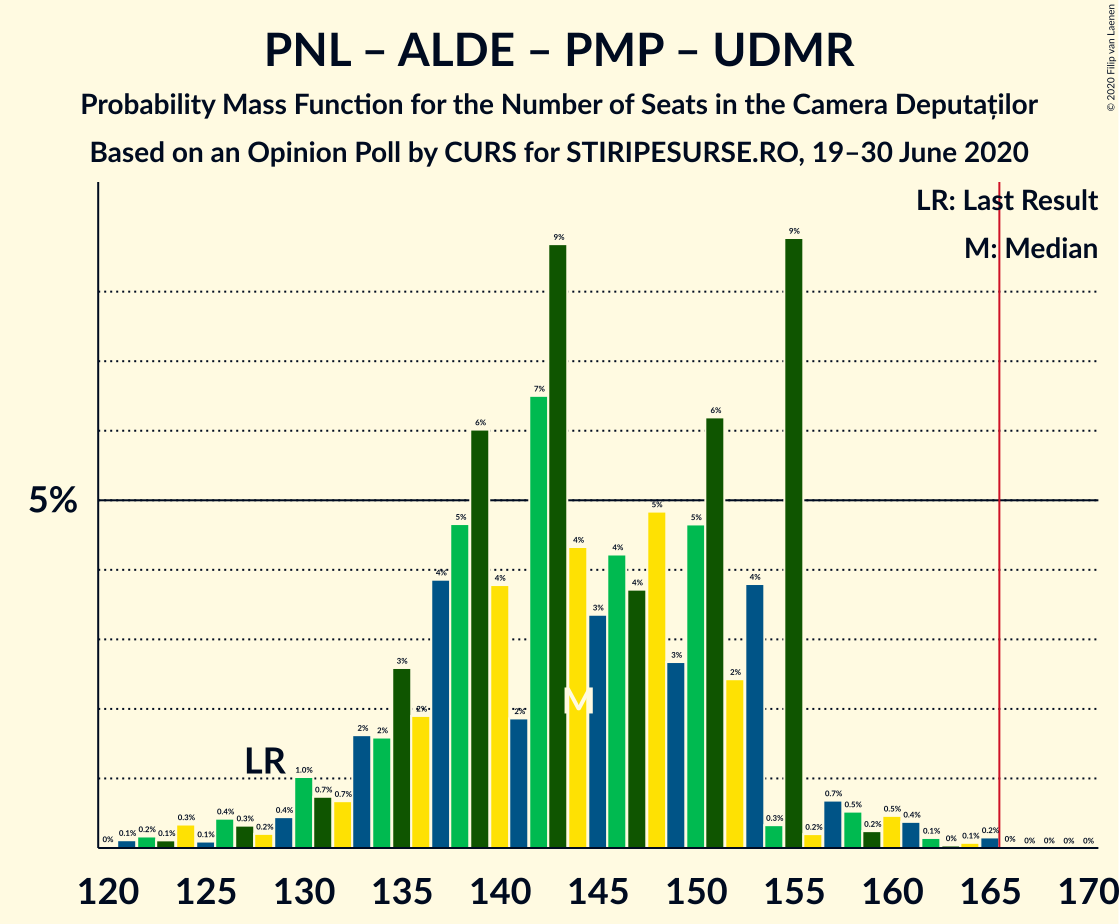 PNL – ALDE – PMP – UDMR
Probability Mass Function for the Number of Seats in the Camera Deputaților
Based on an Opinion Poll by CURS for STIRIPESURSE.RO, 19–30 June 2020
© 2020 Filip van Laenen
LR: Last Result
M: Median
5%
0% 0.1% 0.2% 0.1% 0.3% 0.1% 0.4% 0.3% 0.2% 0.4% 1.0% 0.7% 0.7% 2% 2% 3% 2% 4% 5% 6% 4% 2% 7% 9% 4% 3% 4% 4% 5% 3% 5% 6% 2% 4% 0.3% 9% 0.2% 0.7% 0.5% 0.2% 0.5% 0.4% 0.1% 0% 0.1% 0.2% 0% 0% 0% 0% 0%
LR
M
120 125 130 135 140 145 150 155 160 165 170